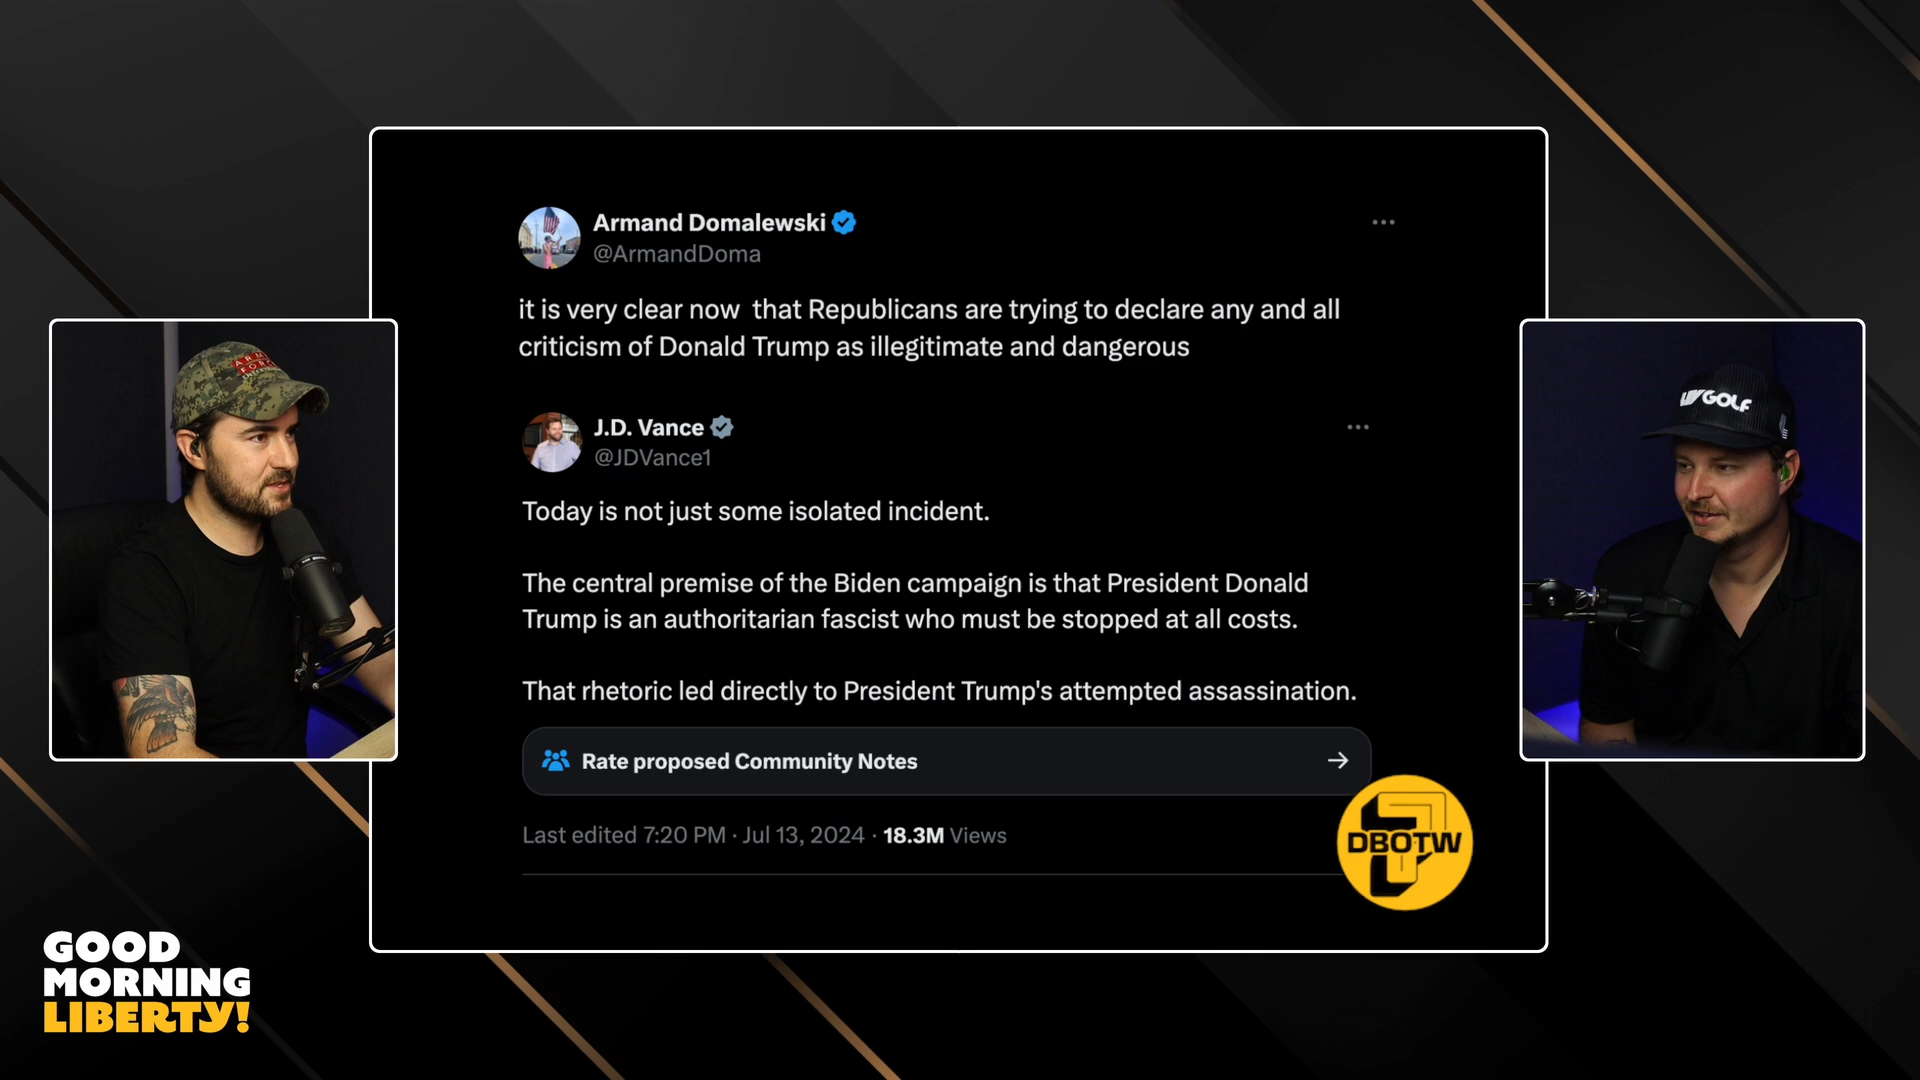 Armand Domalewski
@ArmandDoma
it is very clear now  that Republicans are trying to declare any and all
criticism of Donald Trump as illegitimate and dangerous
J.D. Vance
@JDVance1
Today is not just some isolated incident.
The central premise of the Biden campaign is that President Donald
Trump is an authoritarian fascist who must be stopped at all costs.
That rhetoric led directly to President Trump's attempted assassination.
Rate proposed Community Notes
Last edited 7:20 PM · Jul 13, 2024 · 18.3M Views
DBOTW
LIV GOLF
GOOD
MORNING
LIBERTY!